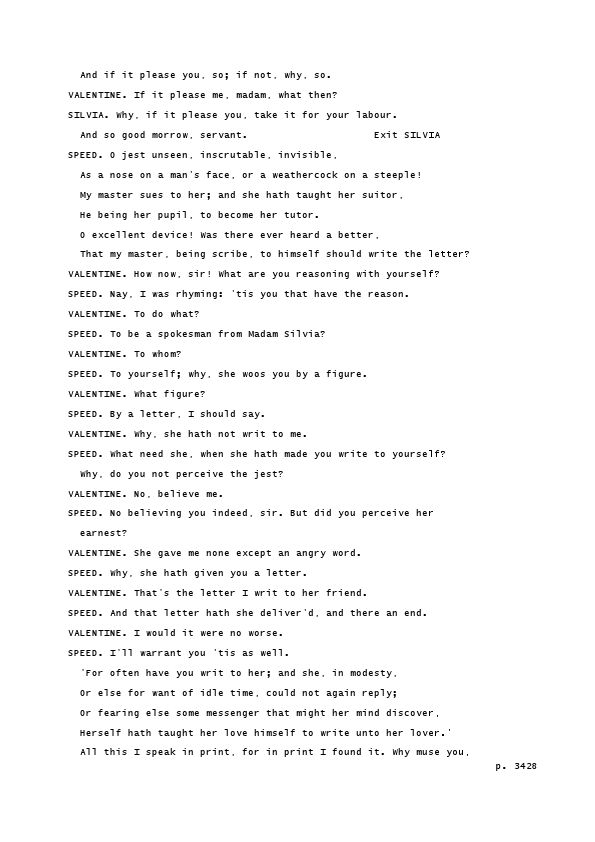 And if it please you, so; if not, why, so.
VALENTINE. If it please me, madam, what then?
SILVIA. Why, if it please you, take it for your labour.
And so good morrow, servant. Exit SILVIA
SPEED. O jest unseen, inscrutable, invisible,
As a nose on a man's face, or a weathercock on a steeple!
My master sues to her; and she hath taught her suitor,
He being her pupil, to become her tutor.
O excellent device! Was there ever heard a better,
That my master, being scribe, to himself should write the letter?
VALENTINE. How now, sir! What are you reasoning with yourself?
SPEED. Nay, I was rhyming: 'tis you that have the reason.
VALENTINE. To do what?
SPEED. To be a spokesman from Madam Silvia?
VALENTINE. To whom?
SPEED. To yourself; why, she woos you by a figure.
VALENTINE. What figure?
SPEED. By a letter, I should say.
VALENTINE. Why, she hath not writ to me.
SPEED. What need she, when she hath made you write to yourself?
Why, do you not perceive the jest?
VALENTINE. No, believe me.
SPEED. No believing you indeed, sir. But did you perceive her
earnest?
VALENTINE. She gave me none except an angry word.
SPEED. Why, she hath given you a letter.
VALENTINE. That's the letter I writ to her friend.
SPEED. And that letter hath she deliver'd, and there an end.
VALENTINE. I would it were no worse.
SPEED. I'll warrant you 'tis as well.
'For often have you writ to her; and she, in modesty,
Or else for want of idle time, could not again reply;
Or fearing else some messenger that might her mind discover,
Herself hath taught her love himself to write unto her lover.'
All this I speak in print, for in print I found it. Why muse you,
p. 3428